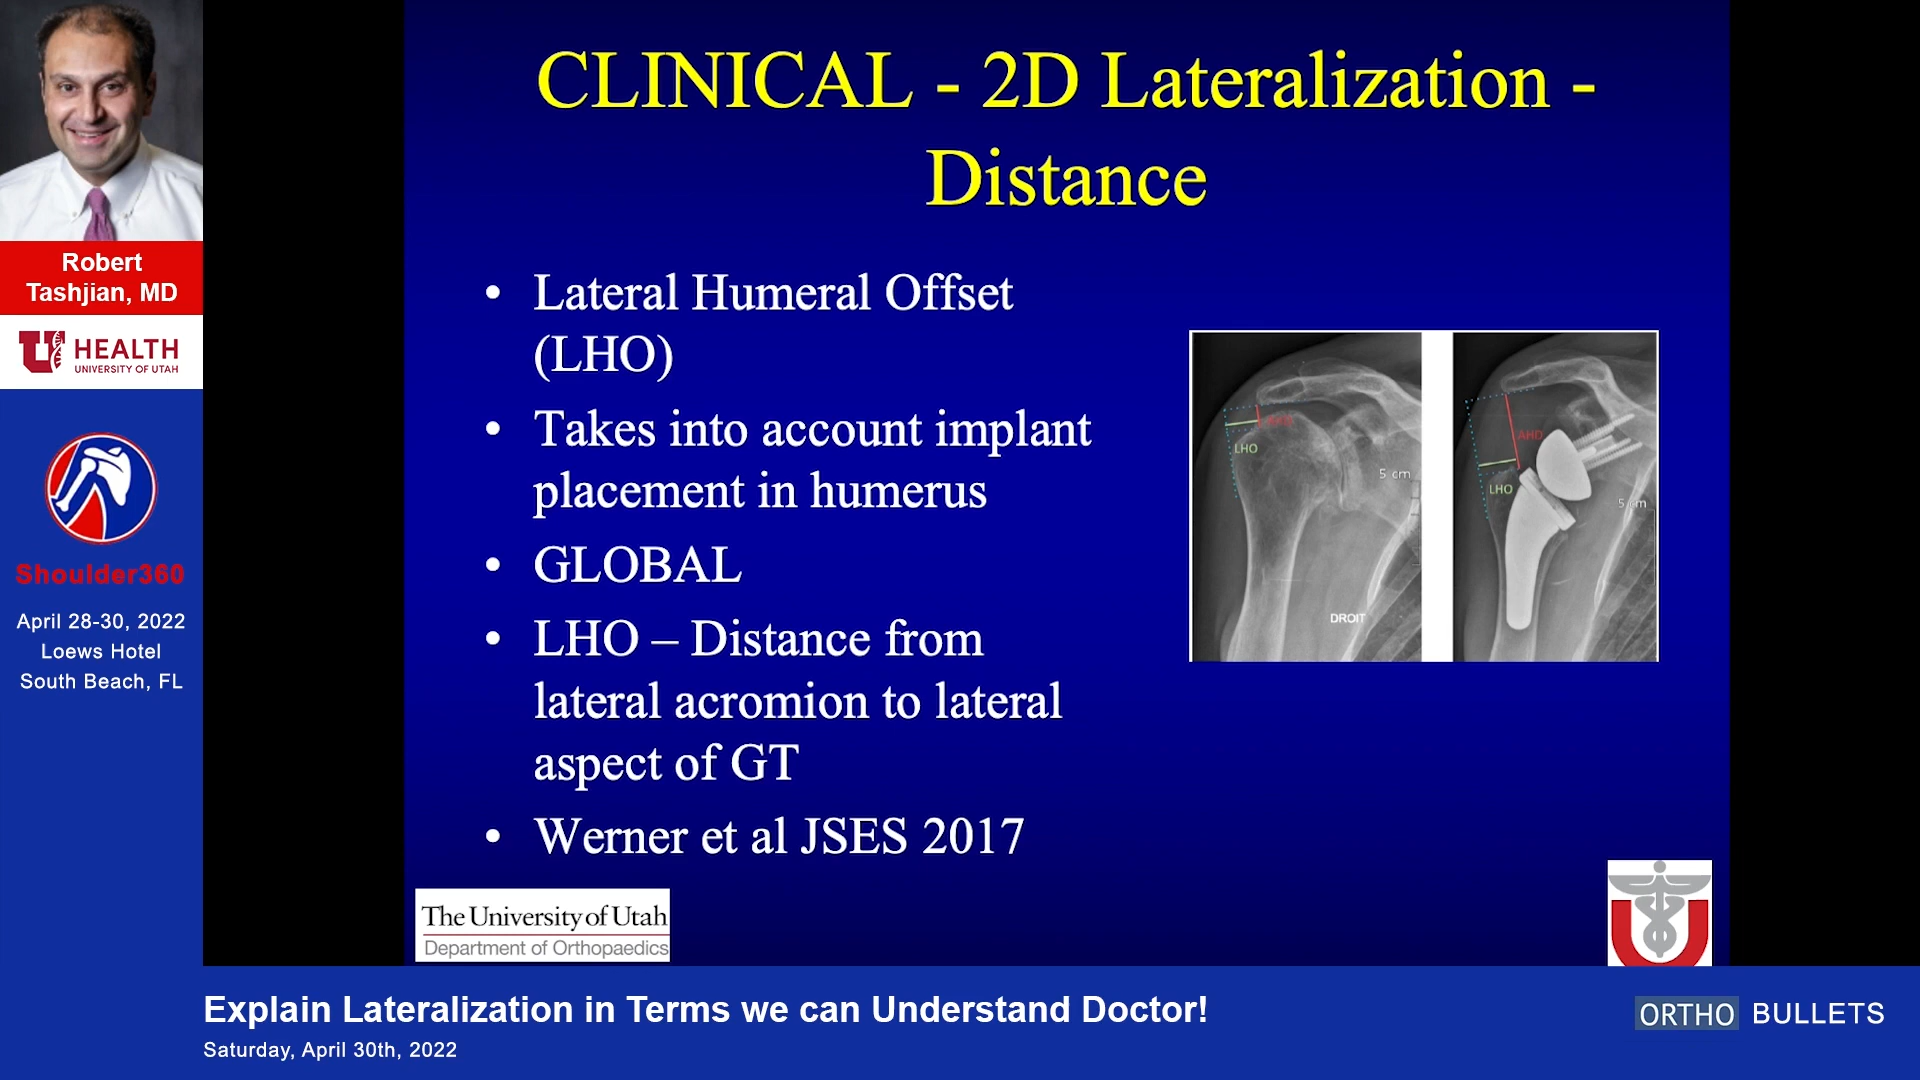 CLINICAL - 2D Lateralization -
Distance
• Lateral Humeral Offset
(LHO)
• Takes into account implant
placement in humerus
• GLOBAL
• LHO – Distance from
lateral acromion to lateral
aspect of GT
• Werner et al JSES 2017
LHO
5 cm
DROIT
AHD
LHO
5 cm
The University of Utah
Department of Orthopaedics
U
Robert
Tashjian, MD
U HEALTH
UNIVERSITY OF UTAH
Shoulder360
April 28-30, 2022
Loews Hotel
South Beach, FL
Explain Lateralization in Terms we can Understand Doctor!
Saturday, April 30th, 2022
ORTHO BULLETS